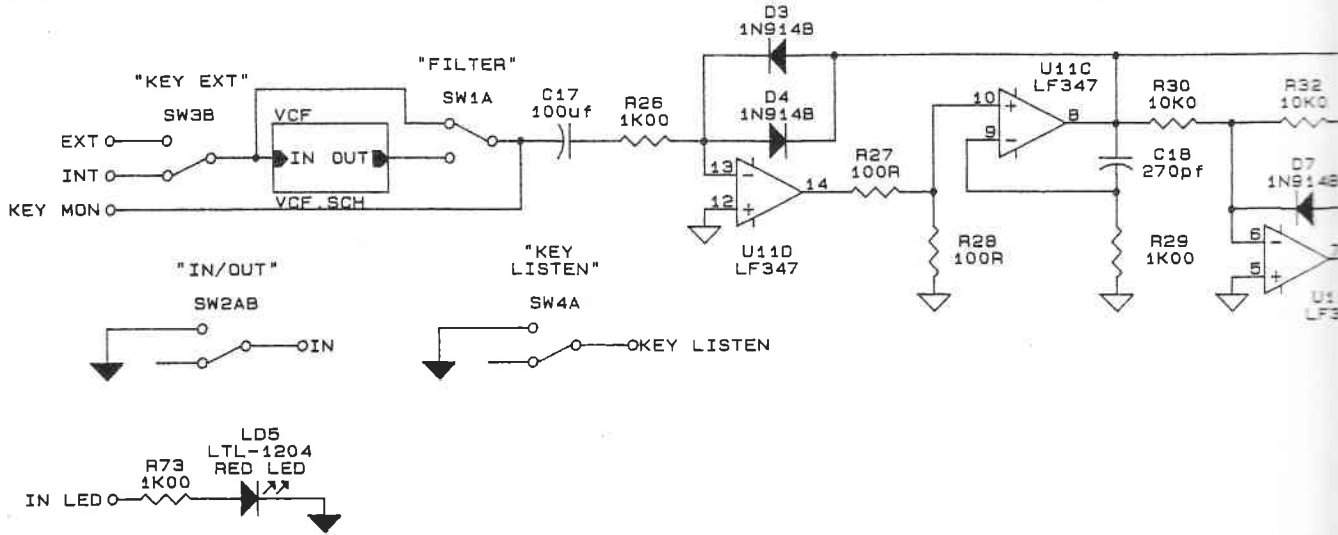 D3
1N914B
"KEY EXT"
SW3B
"FILTER"
SW1A
C17
100uf
R26
1K00
D4
1N914B
U11C
LF347
R30
10K0
R32
10K0
EXT
INT
KEY MON
VCF
IN OUT
VCF.SCH
10
9
8
13
12
14
R27
100R
C18
270pf
D7
1N914B
U11D
LF347
R28
100R
R29
1K00
6
5
7
"IN/OUT"
SW2AB
IN
"KEY
LISTEN"
SW4A
KEY LISTEN
R73
1K00
LD5
LTL-1204
RED LED
IN LED